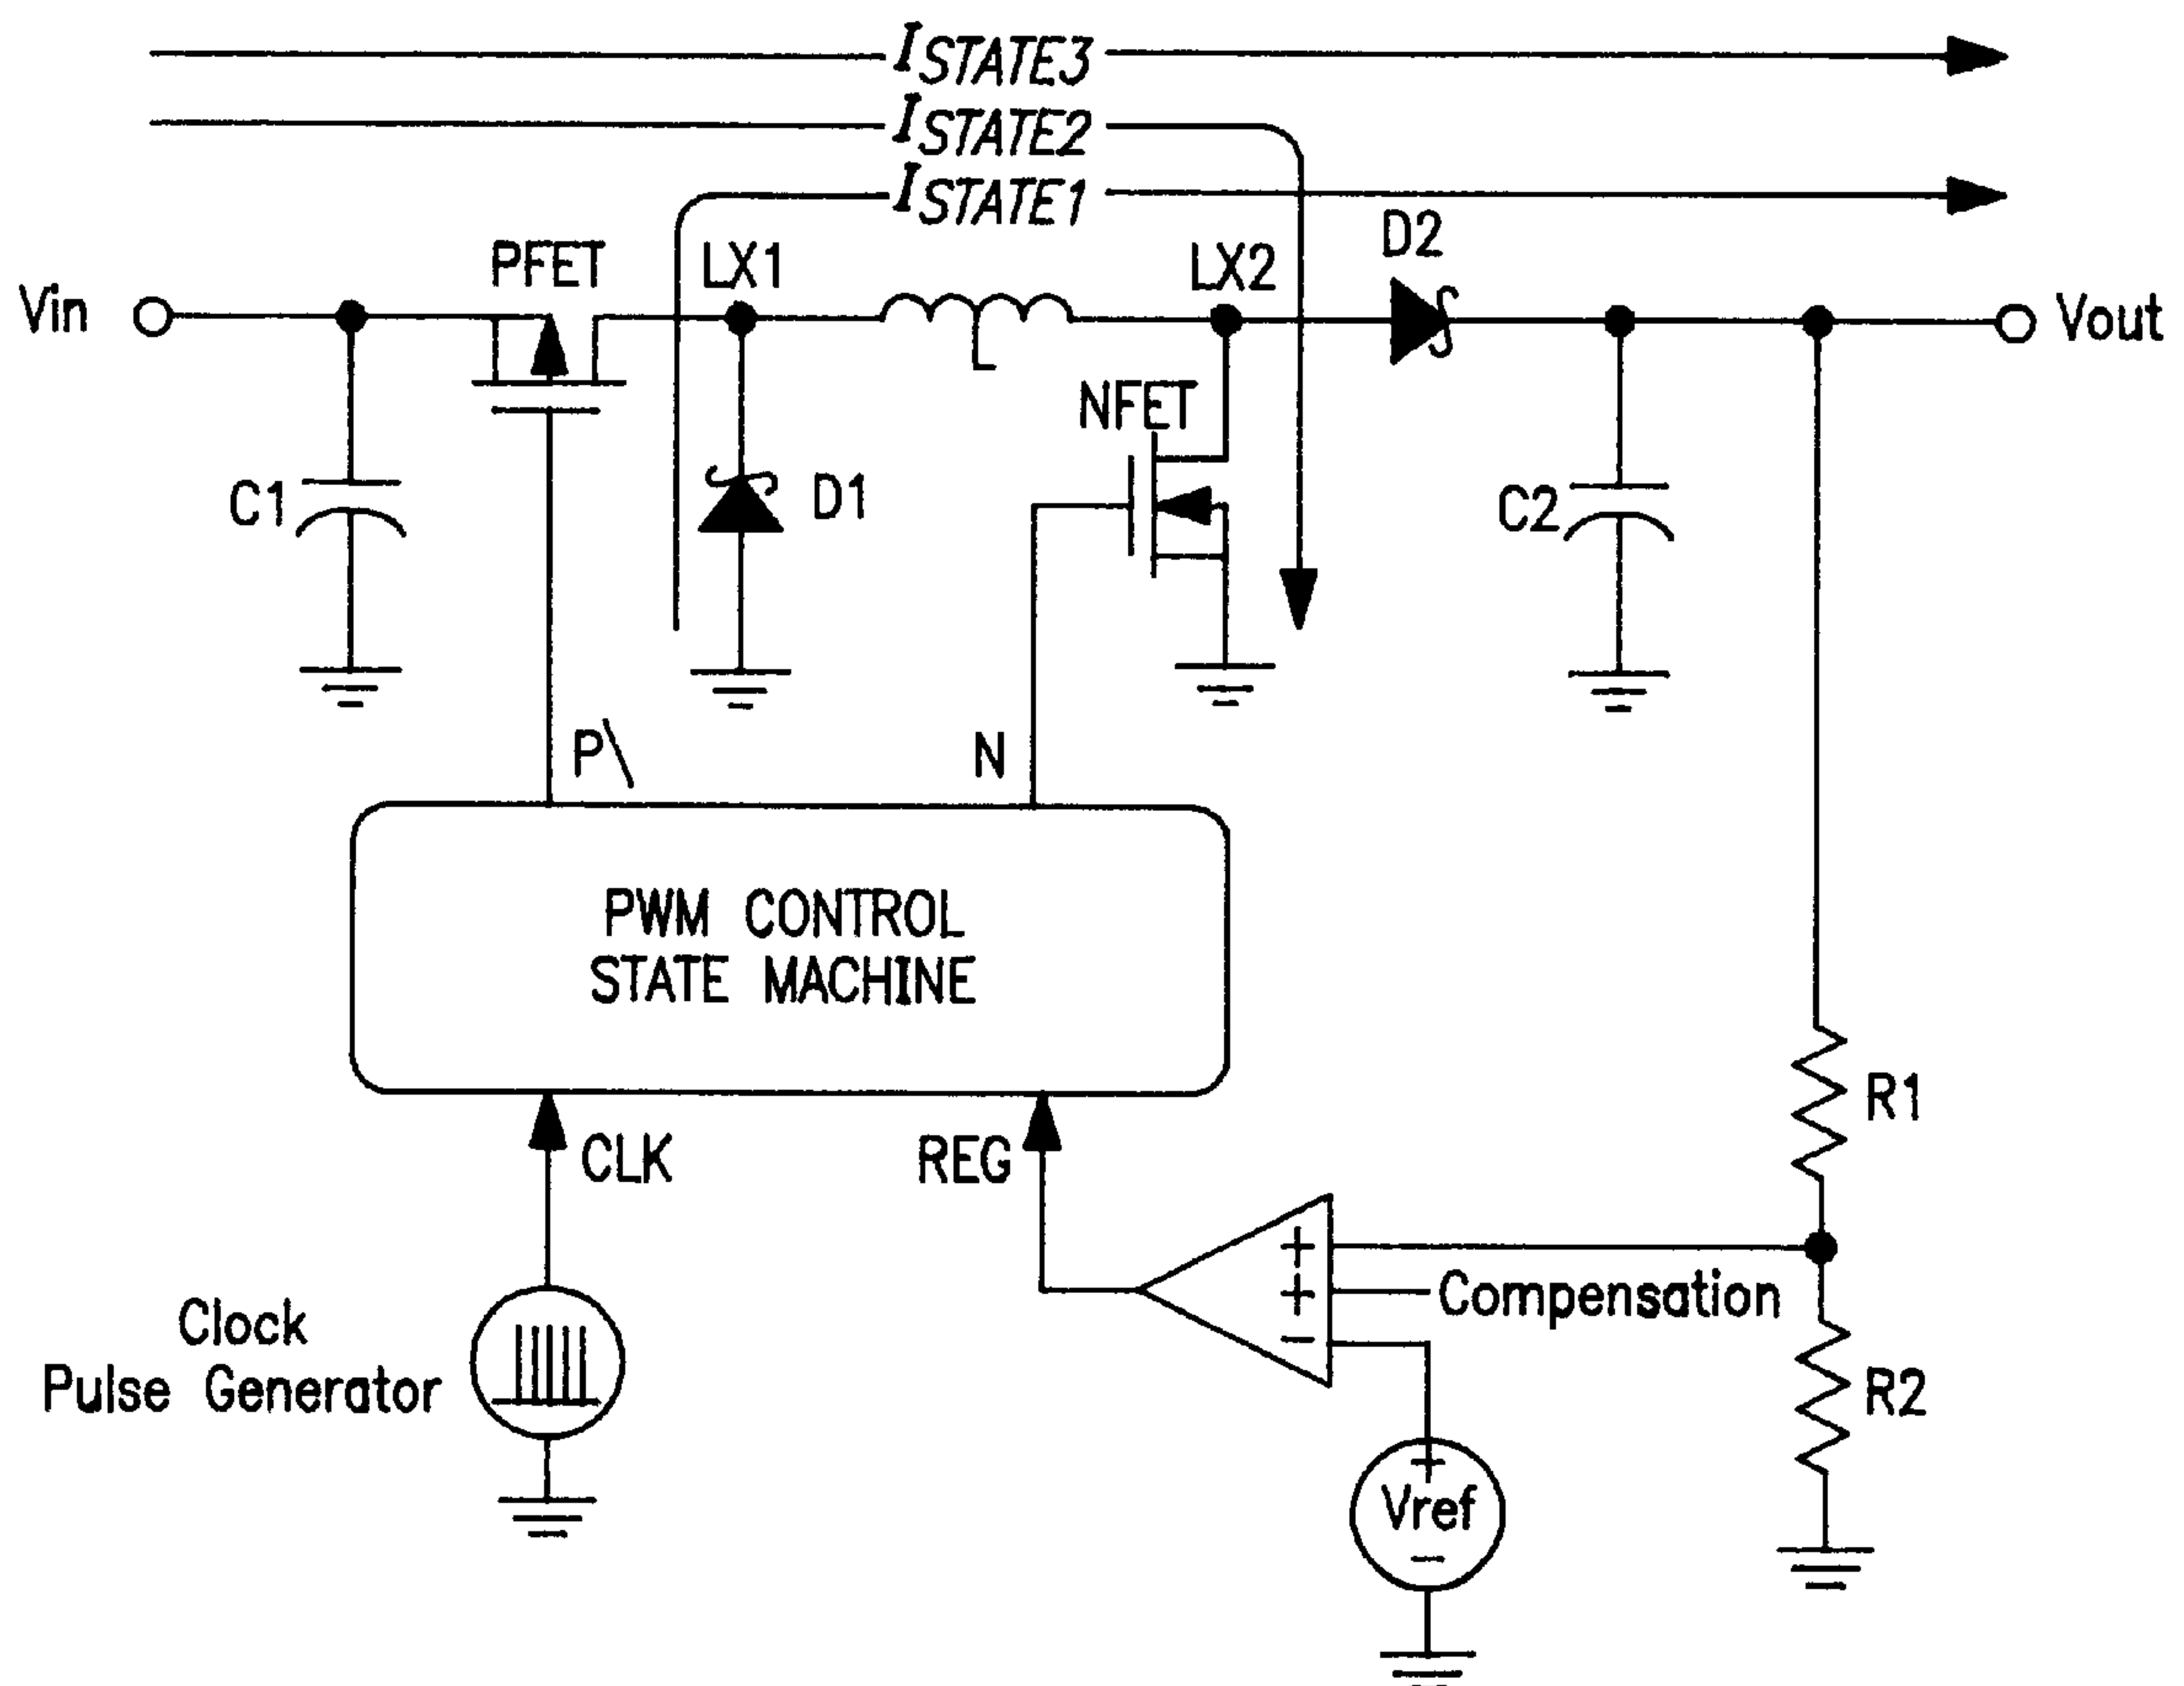 ISTATE3
ISTATE2
ISTATE1
PFET
LX1
LX2
D2
Vin
Vout
L
NFET
C1
D1
C2
P\
N
PWM CONTROL
STATE MACHINE
R1
CLK
REG
+
+
Compensation
−
Clock
Pulse Generator
R2
+
Vref
−